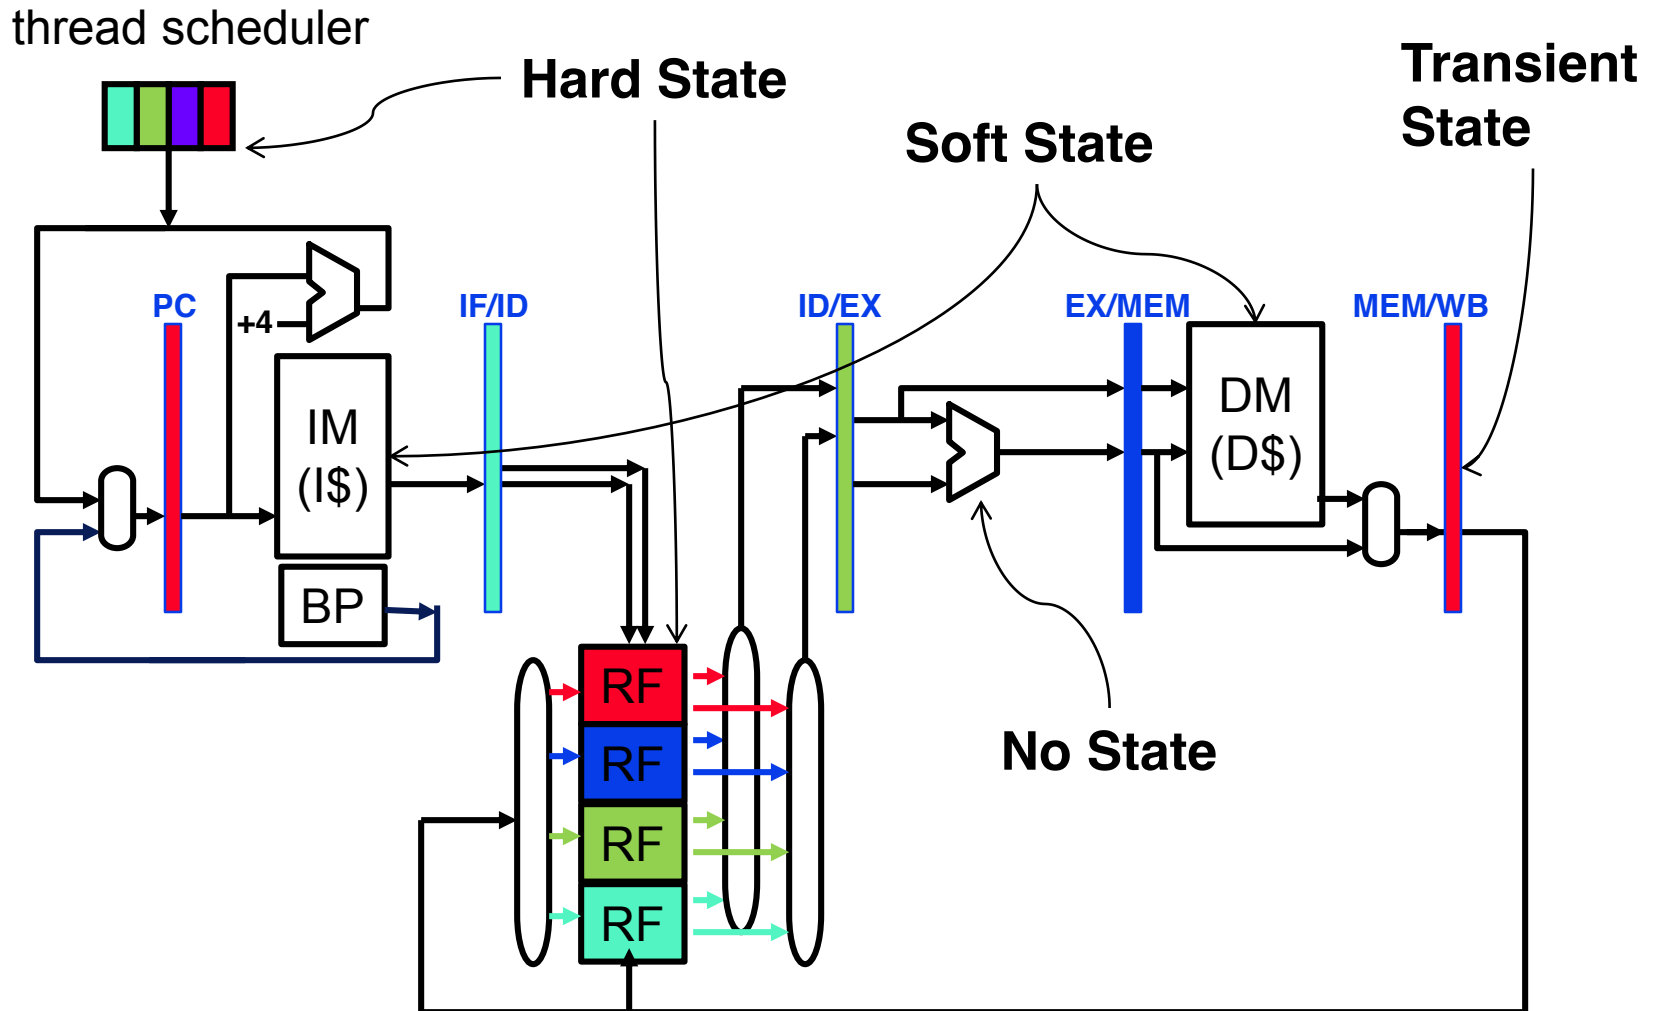 thread scheduler
Hard State
Transient
State
Soft State
PC
+4
IF/ID
ID/EX
EX/MEM
MEM/WB
IM
(I$)
DM
(D$)
BP
RF
RF
RF
RF
No State